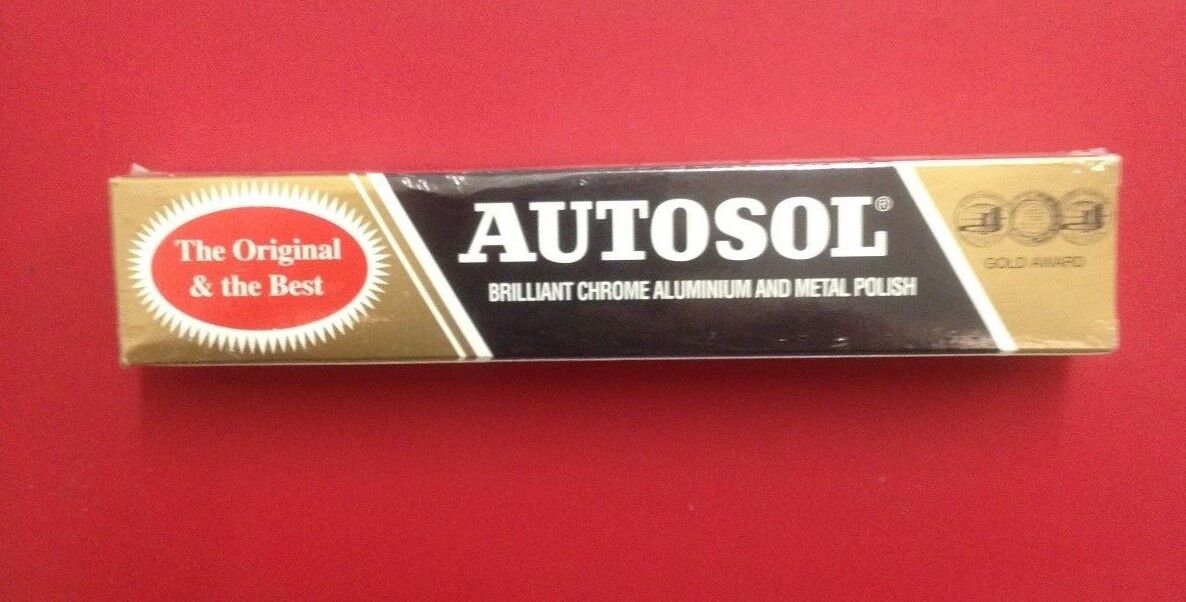 The Original
& the Best
AUTOSOL®
BRILLIANT CHROME ALUMINIUM AND METAL POLISH
GOLD AWARD